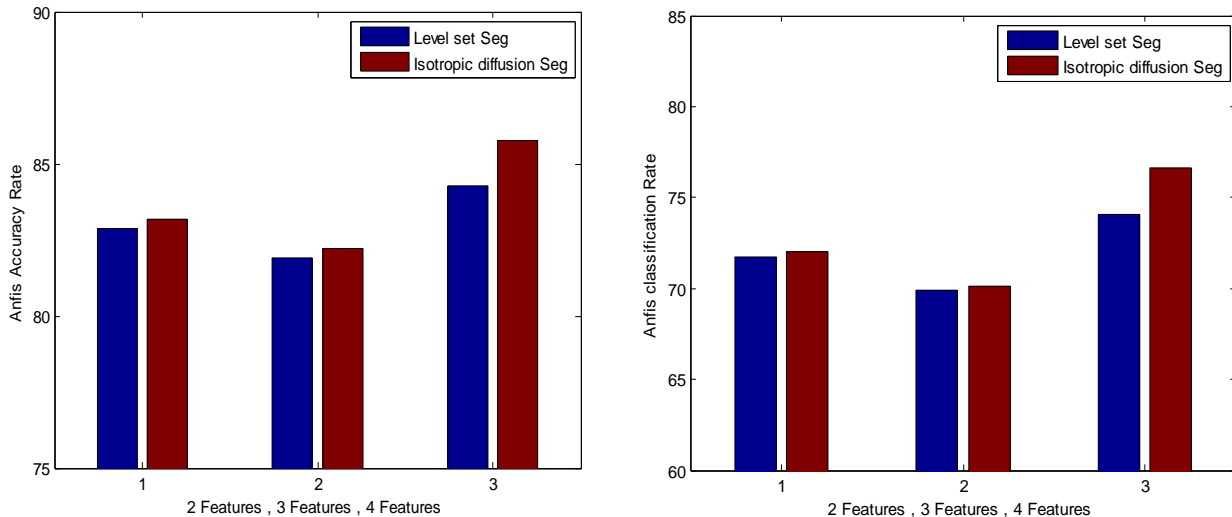 90
85
80
75
Anfis Accuracy Rate
Level set Seg
Isotropic diffusion Seg
1
2
3
2 Features , 3 Features , 4 Features
85
80
75
70
65
60
Anfis classification Rate
Level set Seg
Isotropic diffusion Seg
1
2
3
2 Features , 3 Features , 4 Features